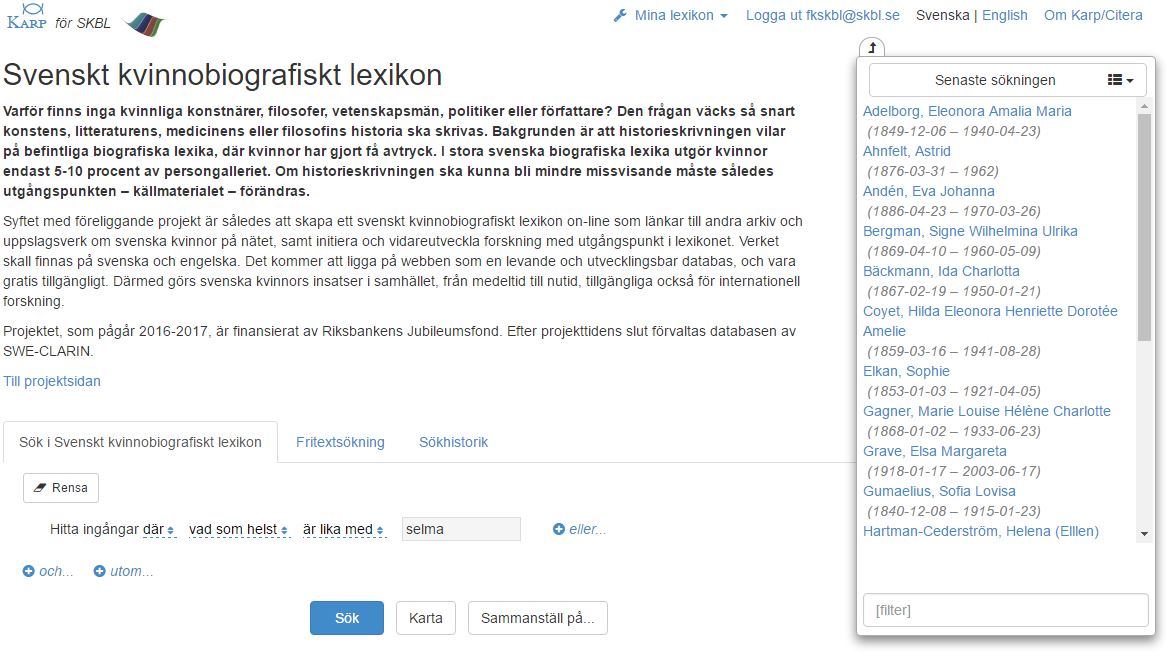 KARP för SKBL
Mina lexikon Logga ut fkskbl@skbl.se Svenska | English Om Karp/Citera
Svenskt kvinnobiografiskt lexikon
Varför finns inga kvinnliga konstnärer, filosofer, vetenskapsmän, politiker eller författare? Den frågan väcks så snart
konstens, litteraturens, medicinens eller filosofins historia ska skrivas. Bakgrunden är att historieskrivningen vilar
på befintliga biografiska lexika, där kvinnor har gjort få avtryck. I stora svenska biografiska lexika utgör kvinnor
endast 5-10 procent av persongalleriet. Om historieskrivningen ska kunna bli mindre missvisande måste således
utgångspunkten – källmaterialet – förändras.
Syftet med föreliggande projekt är således att skapa ett svenskt kvinnobiografiskt lexikon on-line som länkar till andra arkiv och
uppslagsverk om svenska kvinnor på nätet, samt initiera och vidareutveckla forskning med utgångspunkt i lexikonet. Verket
skall finnas på svenska och engelska. Det kommer att ligga på webben som en levande och utvecklingsbar databas, och vara
gratis tillgängligt. Därmed görs svenska kvinnors insatser i samhället, från medeltid till nutid, tillgängliga också för internationell
forskning.
Projektet, som pågår 2016-2017, är finansierat av Riksbankens Jubileumsfond. Efter projekttidens slut förvaltas databasen av
SWE-CLARIN.
Till projektsidan
Sök i Svenskt kvinnobiografiskt lexikon Fritextsökning Sökhistorik
Rensa
Hitta ingångar där vad som helst är lika med selma eller...
och... utom...
Sök Karta Sammanställ på...
Senaste sökningen
Adelborg, Eleonora Amalia Maria
(1849-12-06 – 1940-04-23)
Ahnfelt, Astrid
(1876-03-31 – 1962)
Andén, Eva Johanna
(1886-04-23 – 1970-03-26)
Bergman, Signe Wilhelmina Ulrika
(1869-04-10 – 1960-05-09)
Bäckmann, Ida Charlotta
(1867-02-19 – 1950-01-21)
Coyet, Hilda Eleonora Henriette Dorotée
Amelie
(1859-03-16 – 1941-08-28)
Elkan, Sophie
(1853-01-03 – 1921-04-05)
Gagner, Marie Louise Hélène Charlotte
(1868-01-02 – 1933-06-23)
Grave, Elsa Margareta
(1918-01-17 – 2003-06-17)
Gumaelius, Sofia Lovisa
(1840-12-08 – 1915-01-23)
Hartman-Cederström, Helena (Elllen)
[filter]